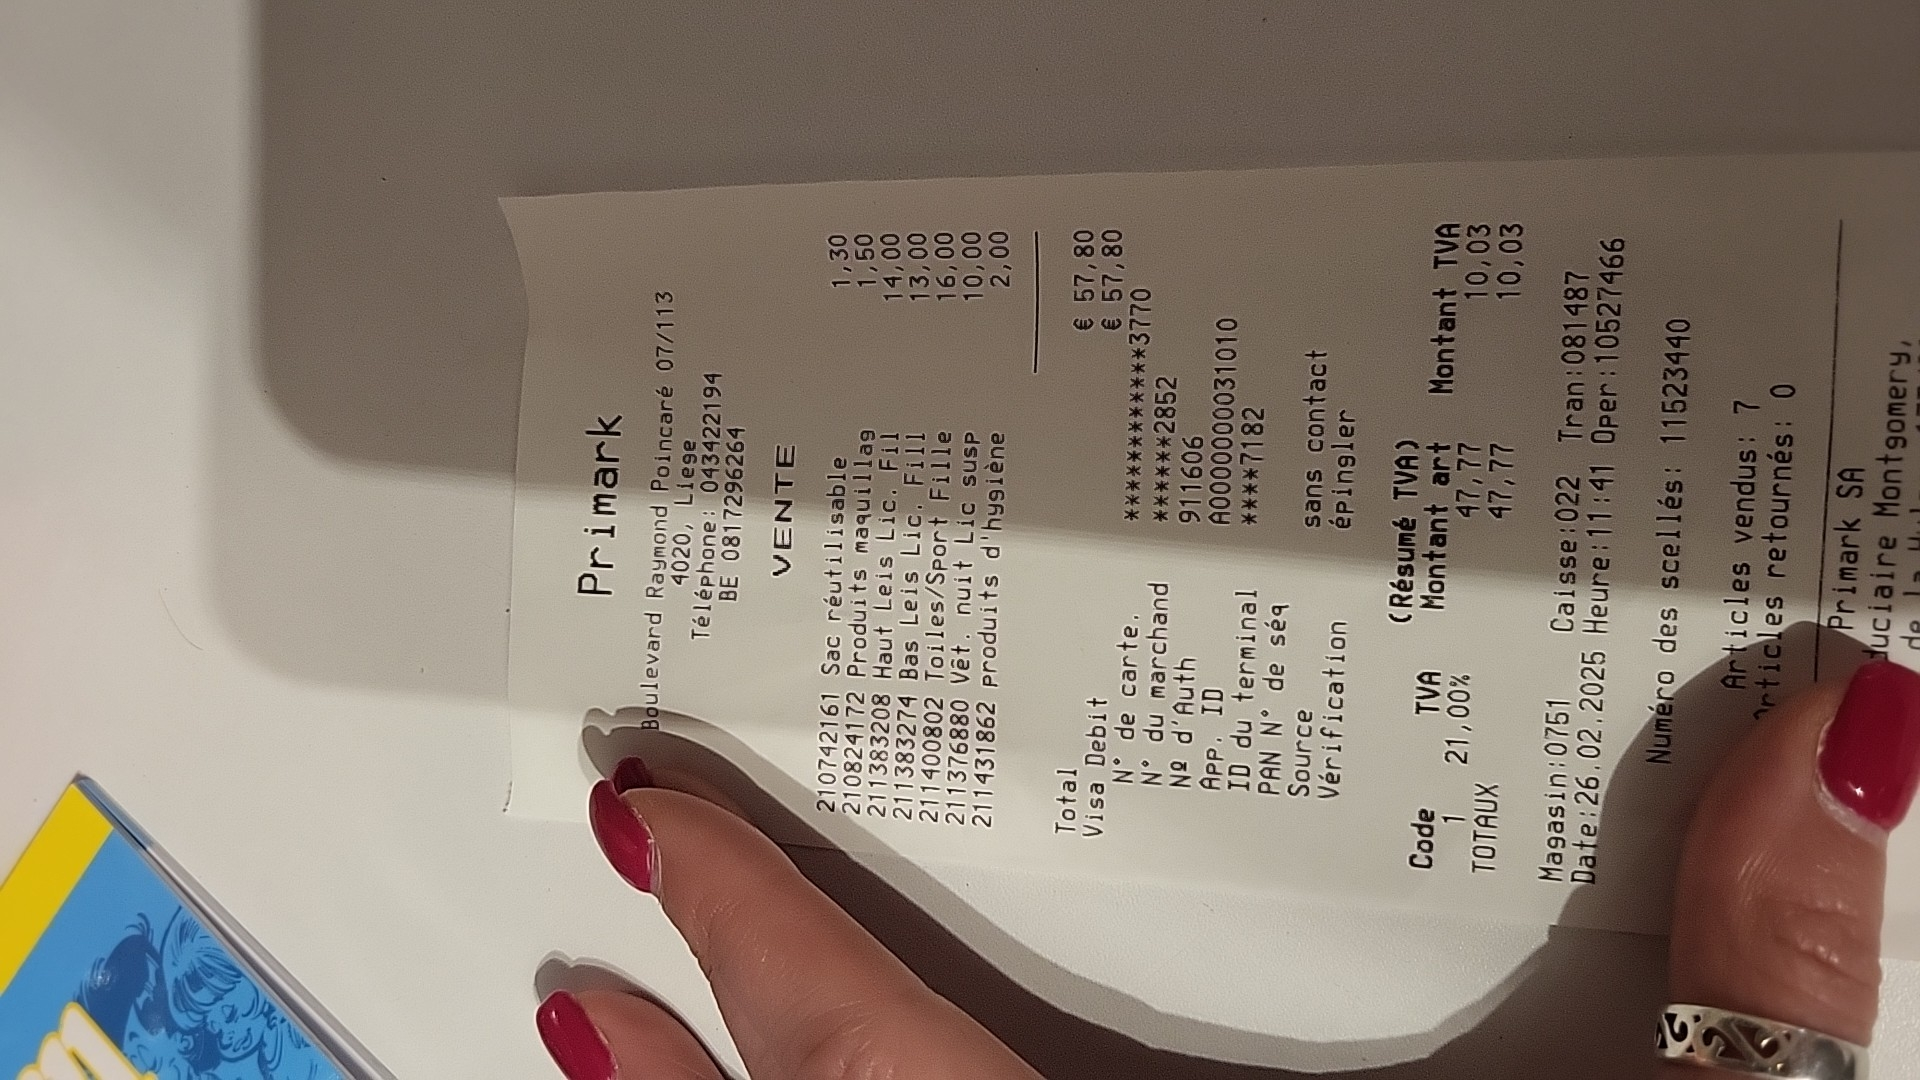 Primark
Boulevard Raymond Poincaré 07/113
4020, Liege
Téléphone: 043422194
BE 0817296264
VENTE
210742161 Sac réutilisable 1,30
210824172 Produits maquillag 1,50
211383208 Haut Leis Lic. Fil 14,00
211383274 Bas Leis Lic. Fill 13,00
211400802 Toiles/Sport Fille 16,00
211376880 Vêt. nuit Lic susp 10,00
211431862 produits d'hygiène 2,00
Total € 57,80
Visa Debit € 57,80
N° de carte. ************3770
N° du marchand ******2852
Nº d'Auth 911606
App. ID A0000000031010
ID du terminal ****7182
PAN N° de séq
Source sans contact
Vérification épingler
(Résumé TVA)
Code TVA Montant art Montant TVA
1 21,00% 47,77 10,03
TOTAUX 47,77 10,03
Magasin:0751 Caisse:022 Tran:081487
Date:26.02.2025 Heure:11:41 Oper:10527466
Numéro des scellés: 11523440
Articles vendus: 7
Articles retournés: 0
Primark SA
Montgomery,